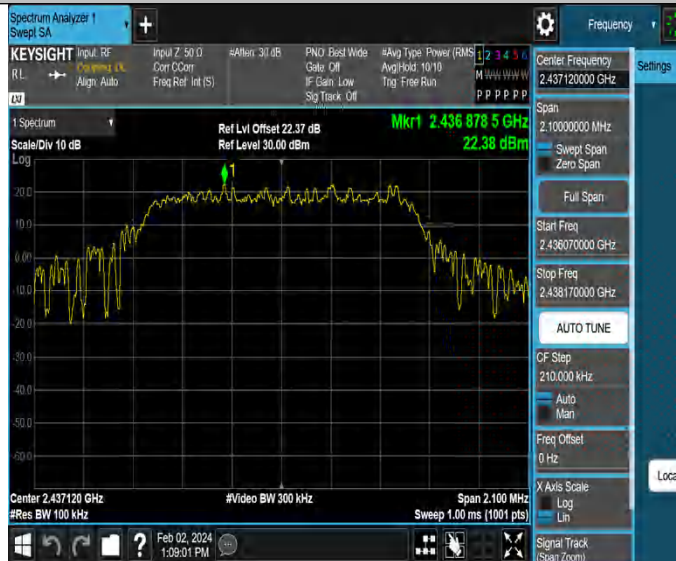 Spectrum Analyzer 1
Swept SA
Frequency
KEYSIGHT Input: RF
Input Z: 50 Ω
#Atten: 30 dB
PNO: Best Wide
#Avg Type: Power (RMS
1 2 3 4 5 6
RL
Coupling: DC
Corr CCorr
Gate: Off
Avg|Hold: 10/10
M W W W W W
Align: Auto
Freq Ref: Int (S)
IF Gain: Low
Trig: Free Run
Sig Track: Off
P P P P P P
1 Spectrum
Scale/Div 10 dB
Ref Lvl Offset 22.37 dB
Ref Level 30.00 dBm
Mkr1 2.436 878 5 GHz
22.38 dBm
Log
1
20.0
10.0
0.00
-10.0
-20.0
-30.0
-40.0
-50.0
-60.0
Center 2.437120 GHz
#Video BW 300 kHz
Span 2.100 MHz
#Res BW 100 kHz
Sweep 1.00 ms (1001 pts)
Feb 02, 2024
1:09:01 PM
Center Frequency
2.437120000 GHz
Settings
Span
2.10000000 MHz
Swept Span
Zero Span
Full Span
Start Freq
2.436070000 GHz
Stop Freq
2.438170000 GHz
AUTO TUNE
CF Step
210.000 kHz
Auto
Man
Freq Offset
0 Hz
X Axis Scale
Log
Lin
Loca
Signal Track
(Span Zoom)